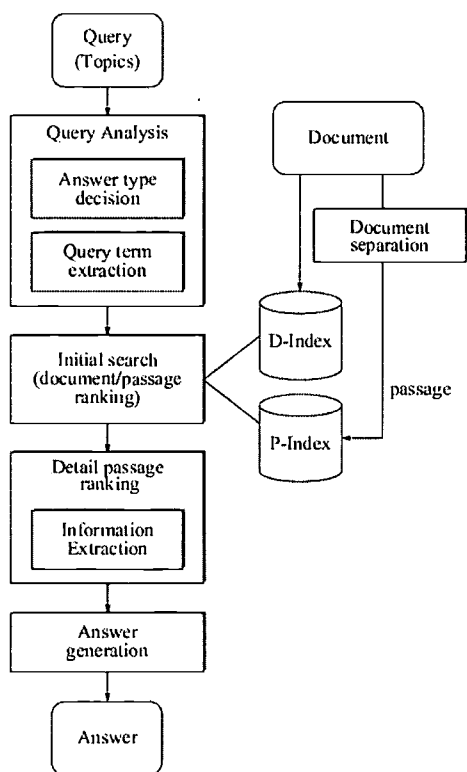 Query
(Topics)
Query Analysis
Answer type
decision
Query term
extraction
Initial search
(document/passage
ranking)
Detail passage
ranking
Information
Extraction
Answer
generation
Answer
Document
Document
separation
D-Index
passage
P-Index